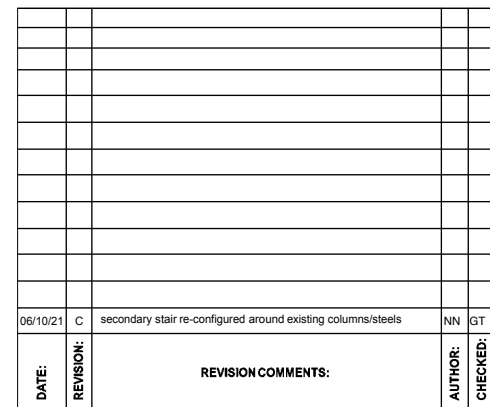 06/10/21 C secondary stair re-configured around existing columns/steels NN GT
DATE: REVISION: REVISION COMMENTS: AUTHOR: CHECKED: